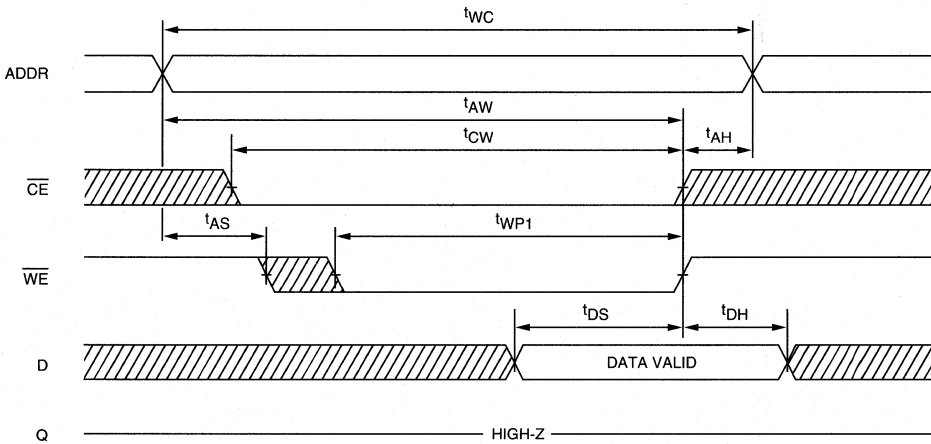 tWC
ADDR
tAW
tCW
tAH
CE
tAS
tWP1
WE
tDS
tDH
D
DATA VALID
Q
HIGH-Z